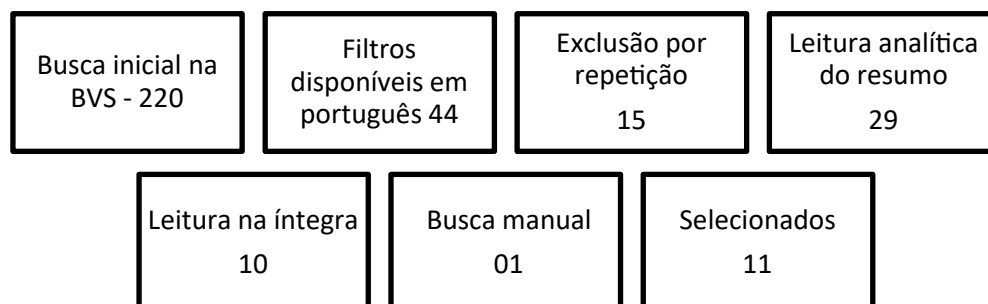 Busca inicial na
BVS - 220
Filtros
disponíveis em
português 44
Exclusão por
repetição
15
Leitura analítica
do resumo
29
Leitura na íntegra
10
Busca manual
01
Selecionados
11